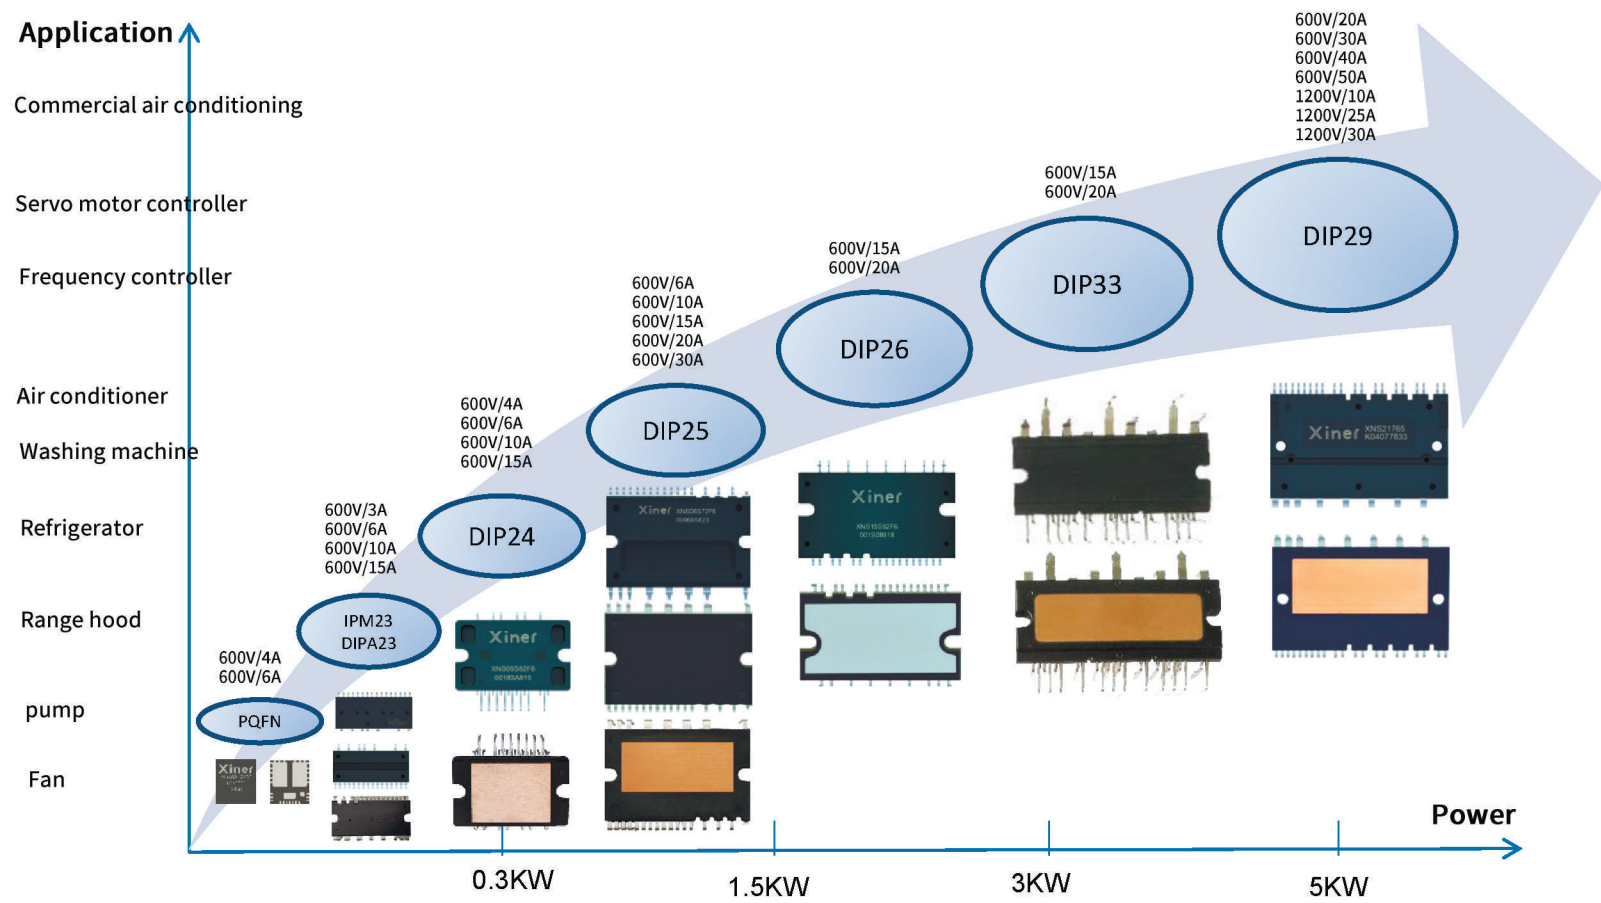 Application
Commercial air conditioning
Servo motor controller
Frequency controller
Air conditioner
Washing machine
Refrigerator
Range hood
pump
Fan
600V/4A
600V/6A
PQFN
Xiner
600V/3A
600V/6A
600V/10A
600V/15A
IPM23
DIPA23
600V/4A
600V/6A
600V/10A
600V/15A
DIP24
Xiner
600V/6A
600V/10A
600V/15A
600V/20A
600V/30A
DIP25
Xiner
600V/15A
600V/20A
DIP26
Xiner
XNS15S92F6
600V/15A
600V/20A
DIP33
600V/20A
600V/30A
600V/40A
600V/50A
1200V/10A
1200V/25A
1200V/30A
DIP29
Xiner
XNS21765
K04077833
Power
0.3KW
1.5KW
3KW
5KW